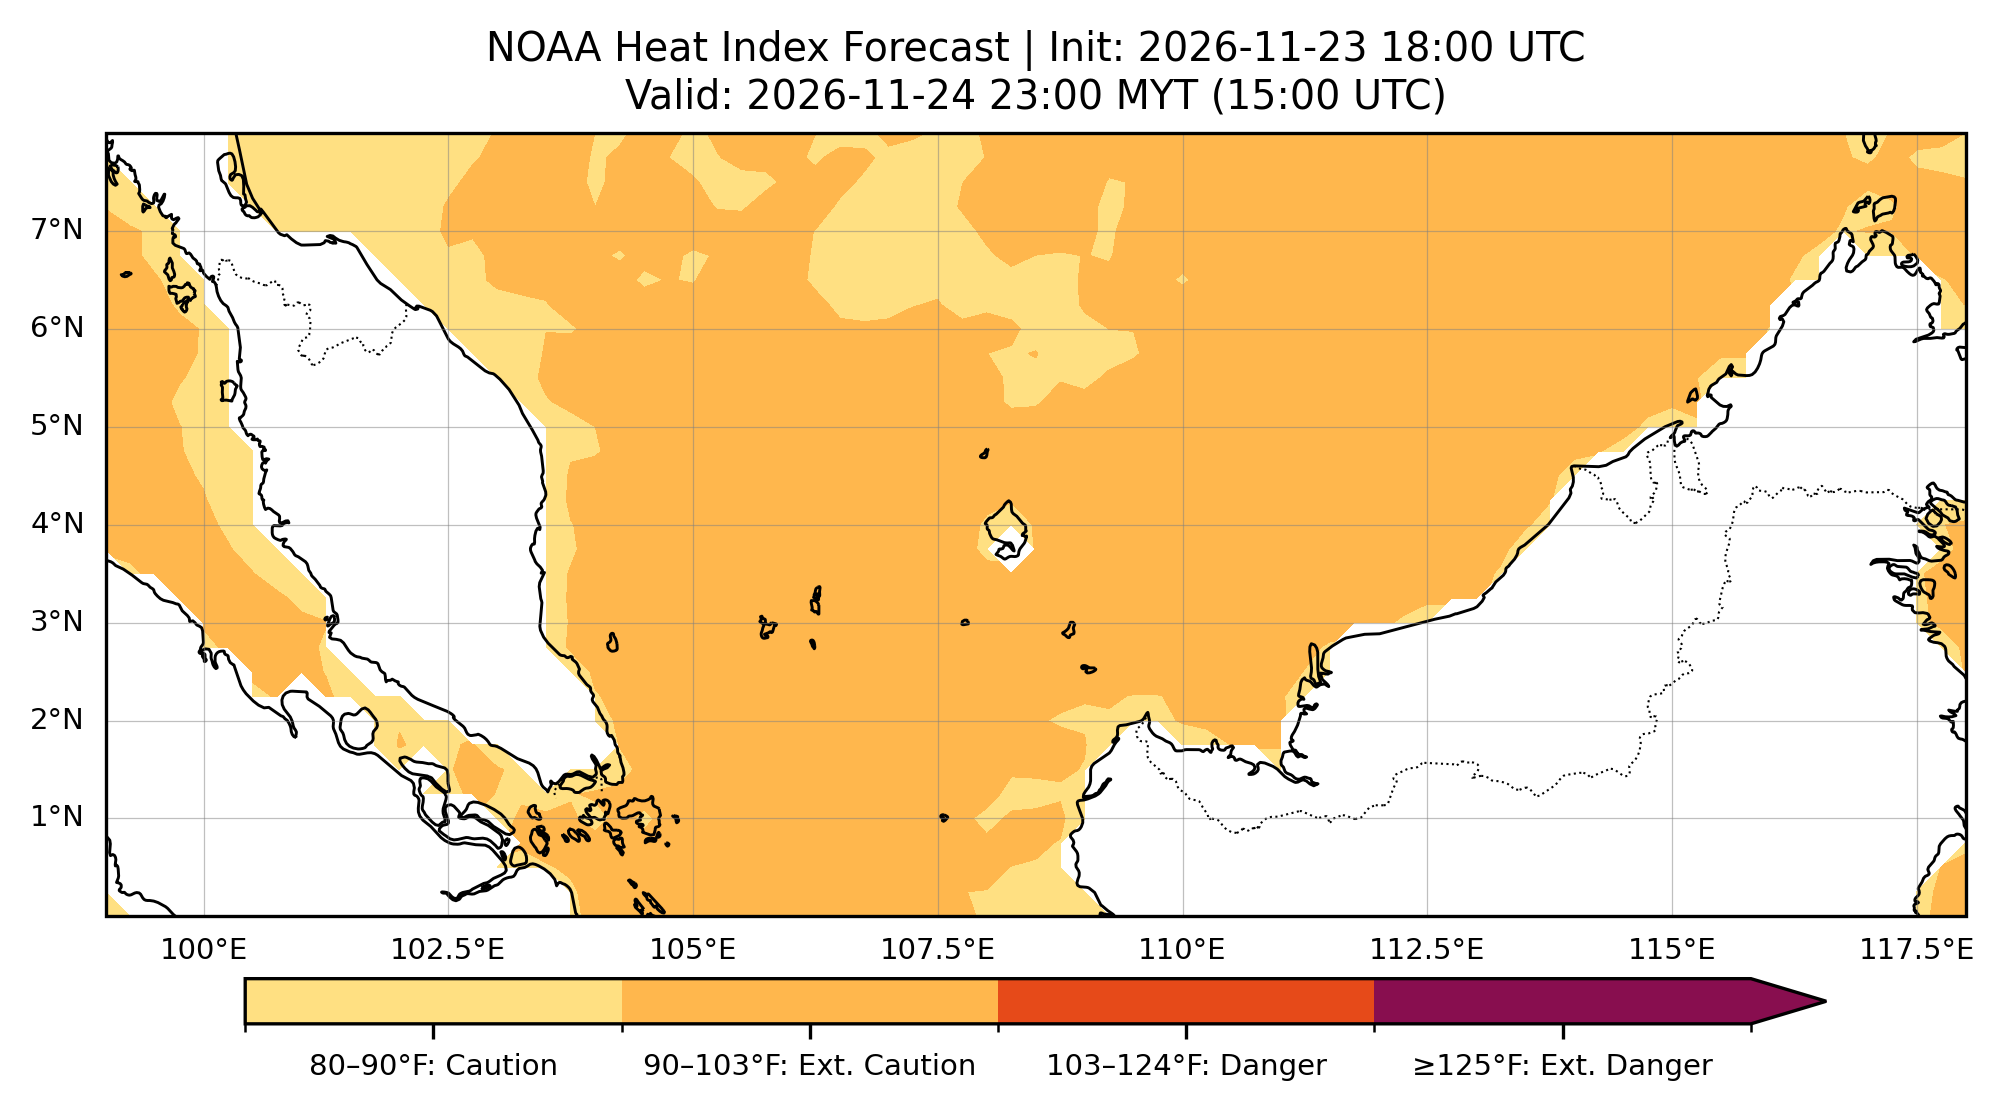 NOAA Heat Index Forecast | Init: 2026-11-23 18:00 UTC
Valid: 2026-11-24 23:00 MYT (15:00 UTC)
7°N
6°N
5°N
4°N
3°N
2°N
1°N
100°E
102.5°E
105°E
107.5°E
110°E
112.5°E
115°E
117.5°E
80–90°F: Caution
90–103°F: Ext. Caution
103–124°F: Danger
≥125°F: Ext. Danger